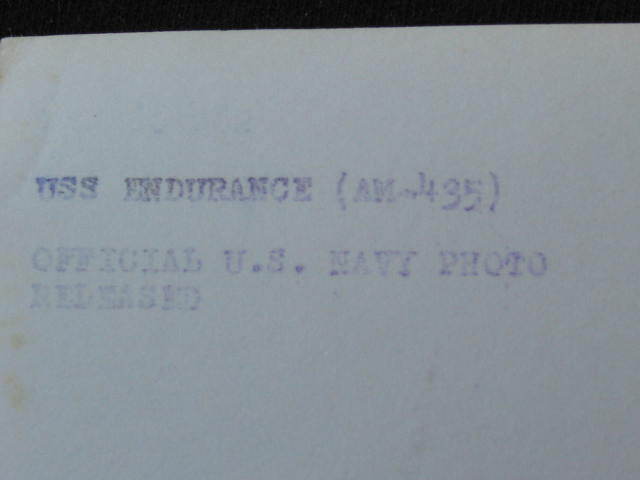 USS ENDURANCE (AM-435)
OFFICIAL U.S. NAVY PHOTO
RELEASED